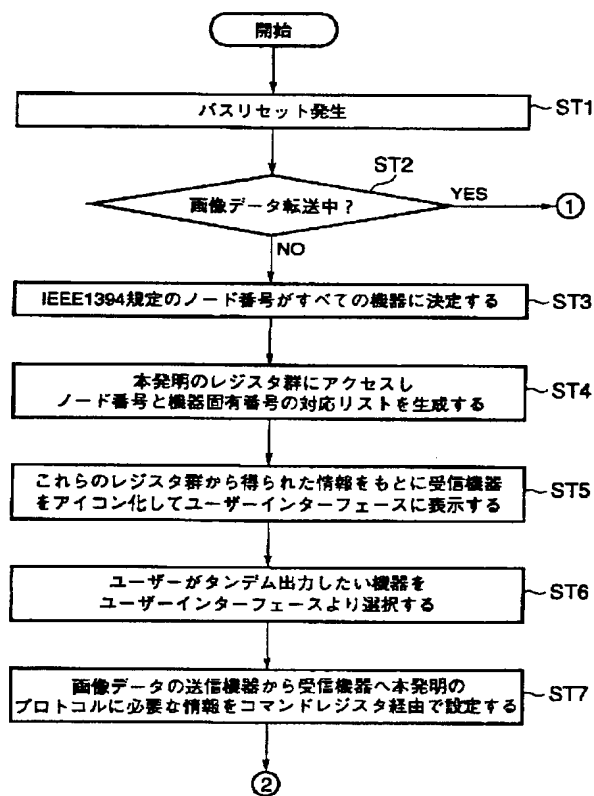 開始
バスリセット発生
ST1
ST2
画像データ転送中？
YES
①
NO
IEEE1394規定のノード番号がすべての機器に決定する
ST3
本発明のレジスタ群にアクセスし
ノード番号と機器固有番号の対応リストを生成する
ST4
これらのレジスタ群から得られた情報をもとに受信機器
をアイコン化してユーザーインターフェースに表示する
ST5
ユーザーがタンデム出力したい機器を
ユーザーインターフェースより選択する
ST6
画像データの送信機器から受信機器へ本発明の
プロトコルに必要な情報をコマンドレジスタ経由で設定する
ST7
②